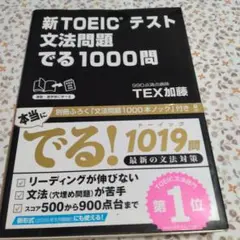 新TOEIC®テスト
文法問題
でる1000問
TEX加藤
別冊ふろく「文法問題1000本ノック」付き
本当に
でる!
1019問
最新の文法対策
リーディングが伸びない
文法(穴埋め問題)が苦手
スコア500から900点台まで
にも使える!
第1位